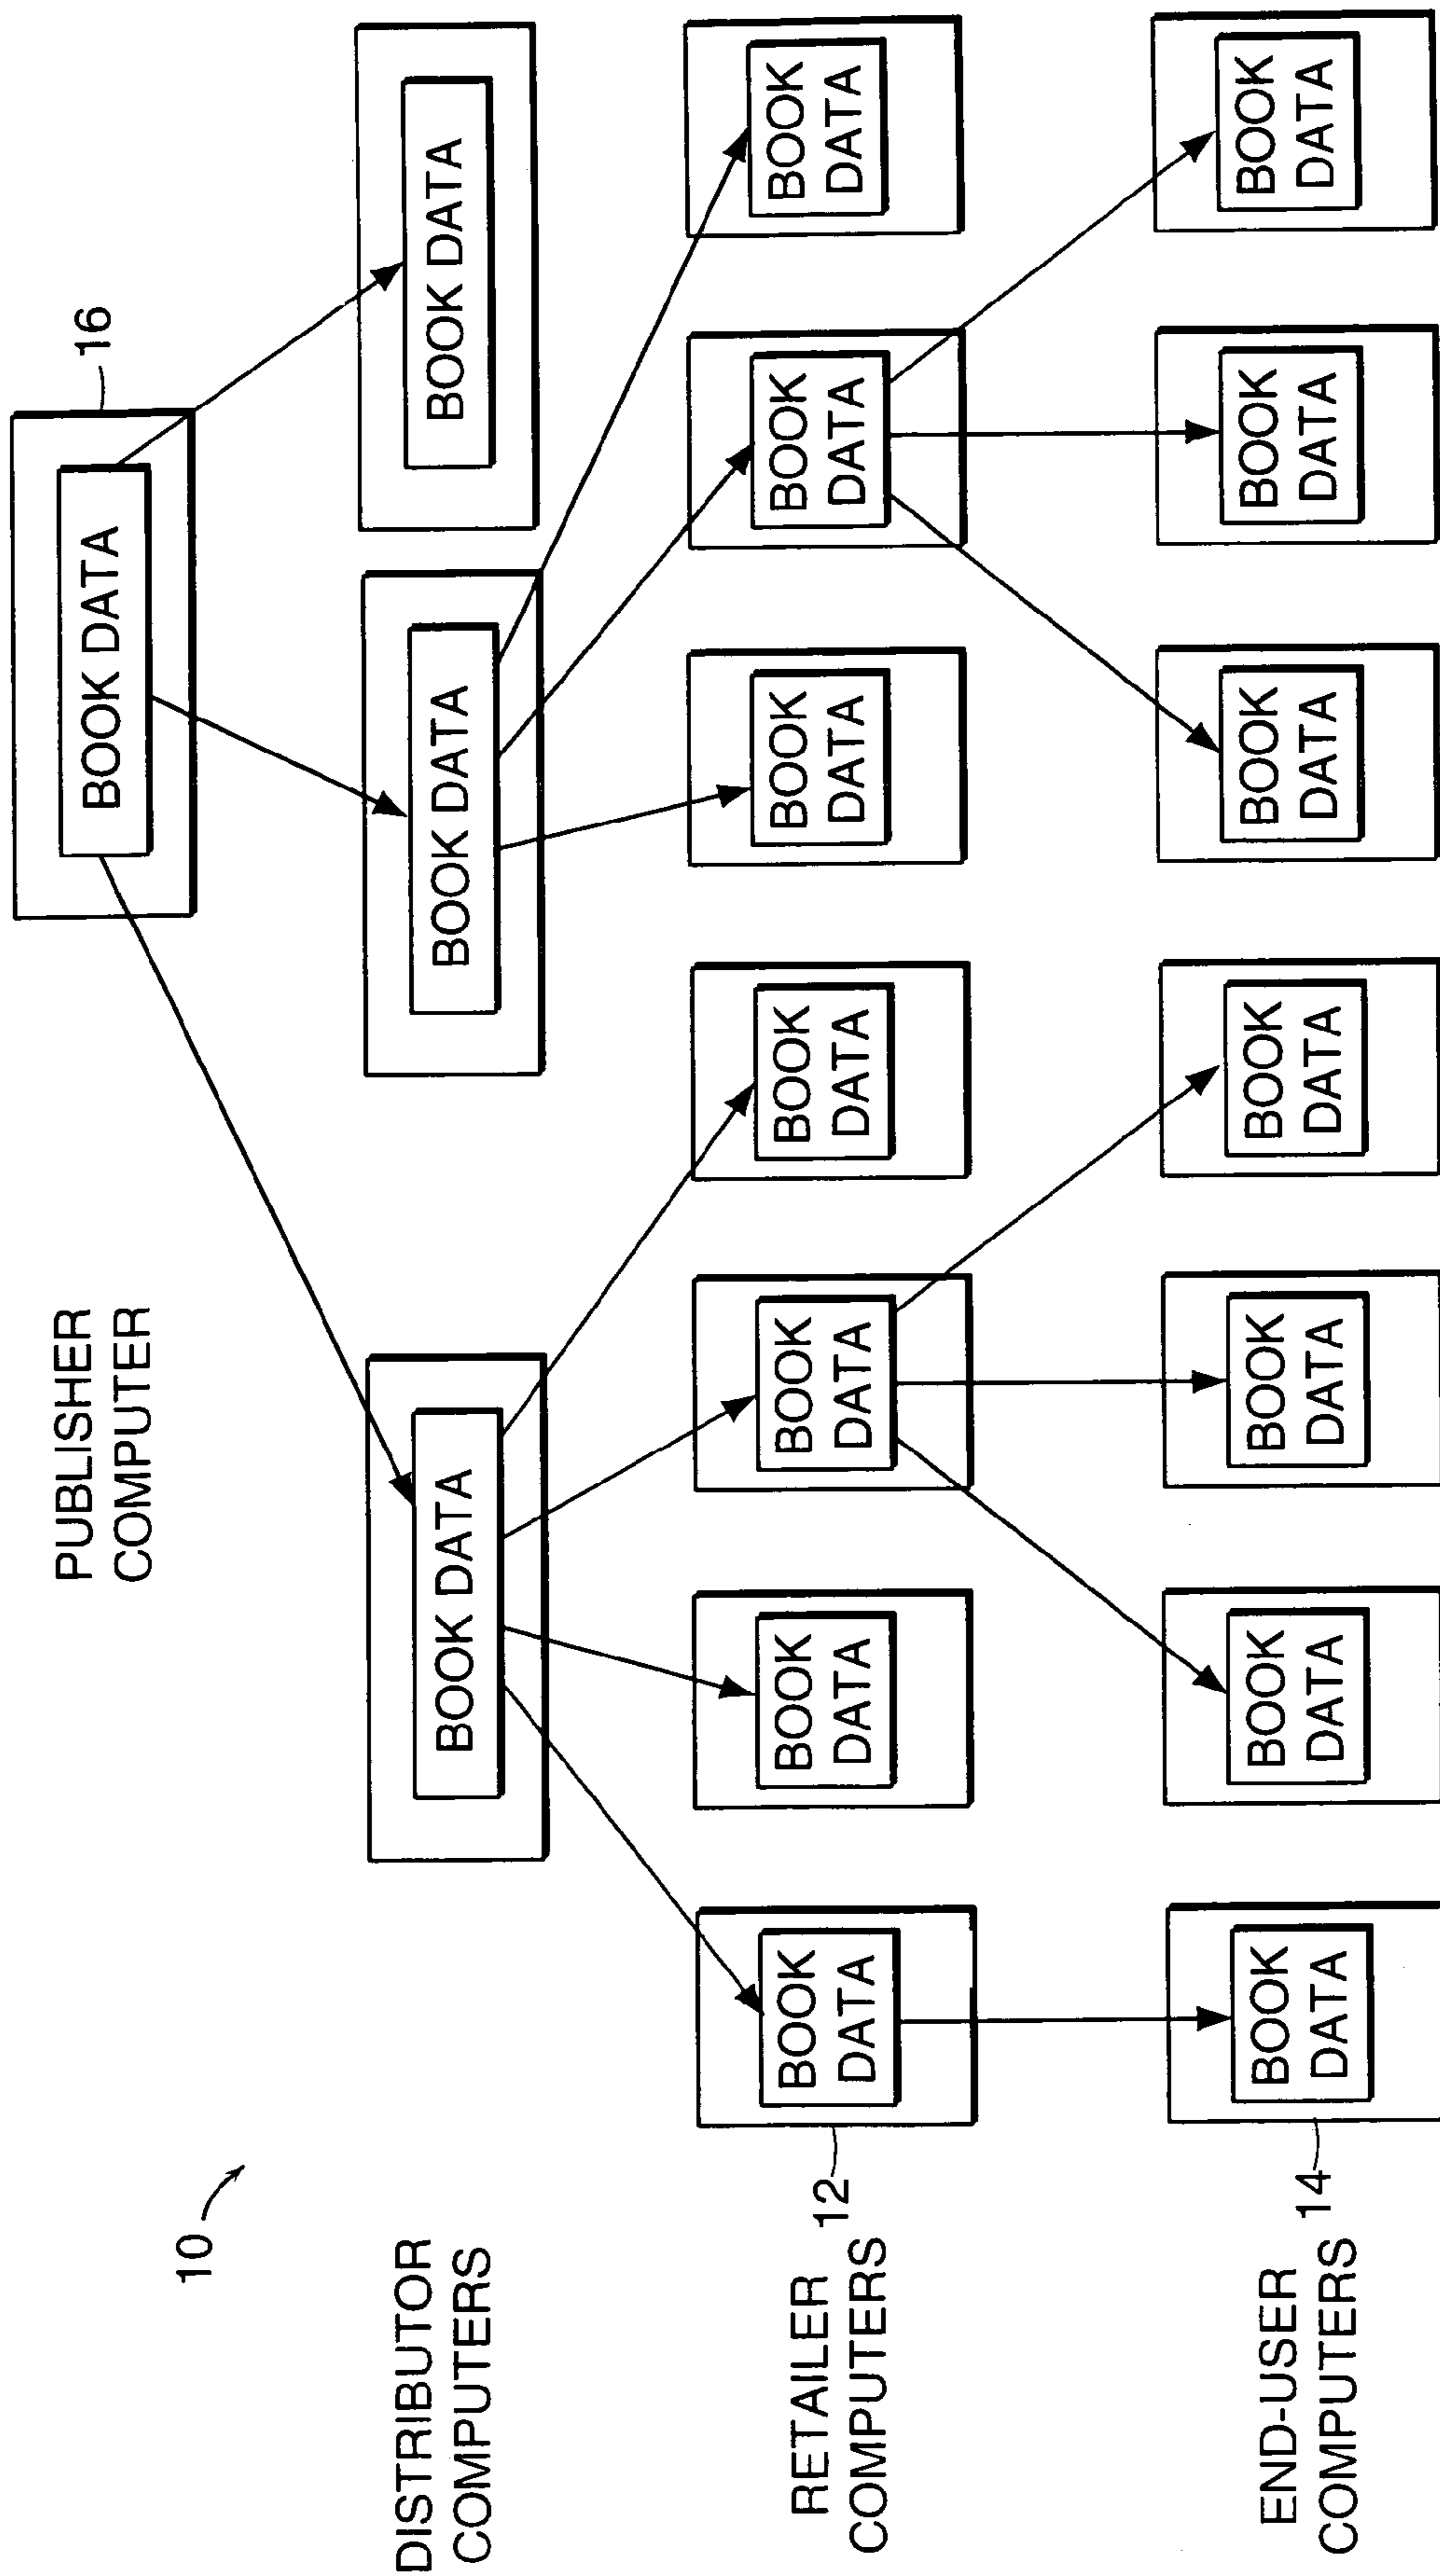 10
PUBLISHER
COMPUTER
BOOK DATA
16
DISTRIBUTOR
COMPUTERS
BOOK DATA
BOOK DATA
BOOK DATA
RETAILER
COMPUTERS
12
BOOK
DATA
BOOK
DATA
BOOK
DATA
BOOK
DATA
BOOK
DATA
BOOK
DATA
BOOK
DATA
END-USER
COMPUTERS
14
BOOK
DATA
BOOK
DATA
BOOK
DATA
BOOK
DATA
BOOK
DATA
BOOK
DATA
BOOK
DATA